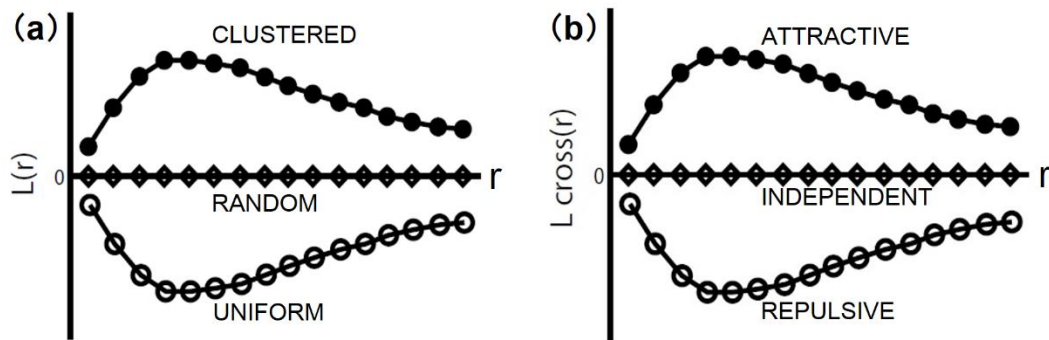 (a)
CLUSTERED
L(r)
0
r
RANDOM
UNIFORM
(b)
ATTRACTIVE
L cross(r)
0
r
INDEPENDENT
REPULSIVE